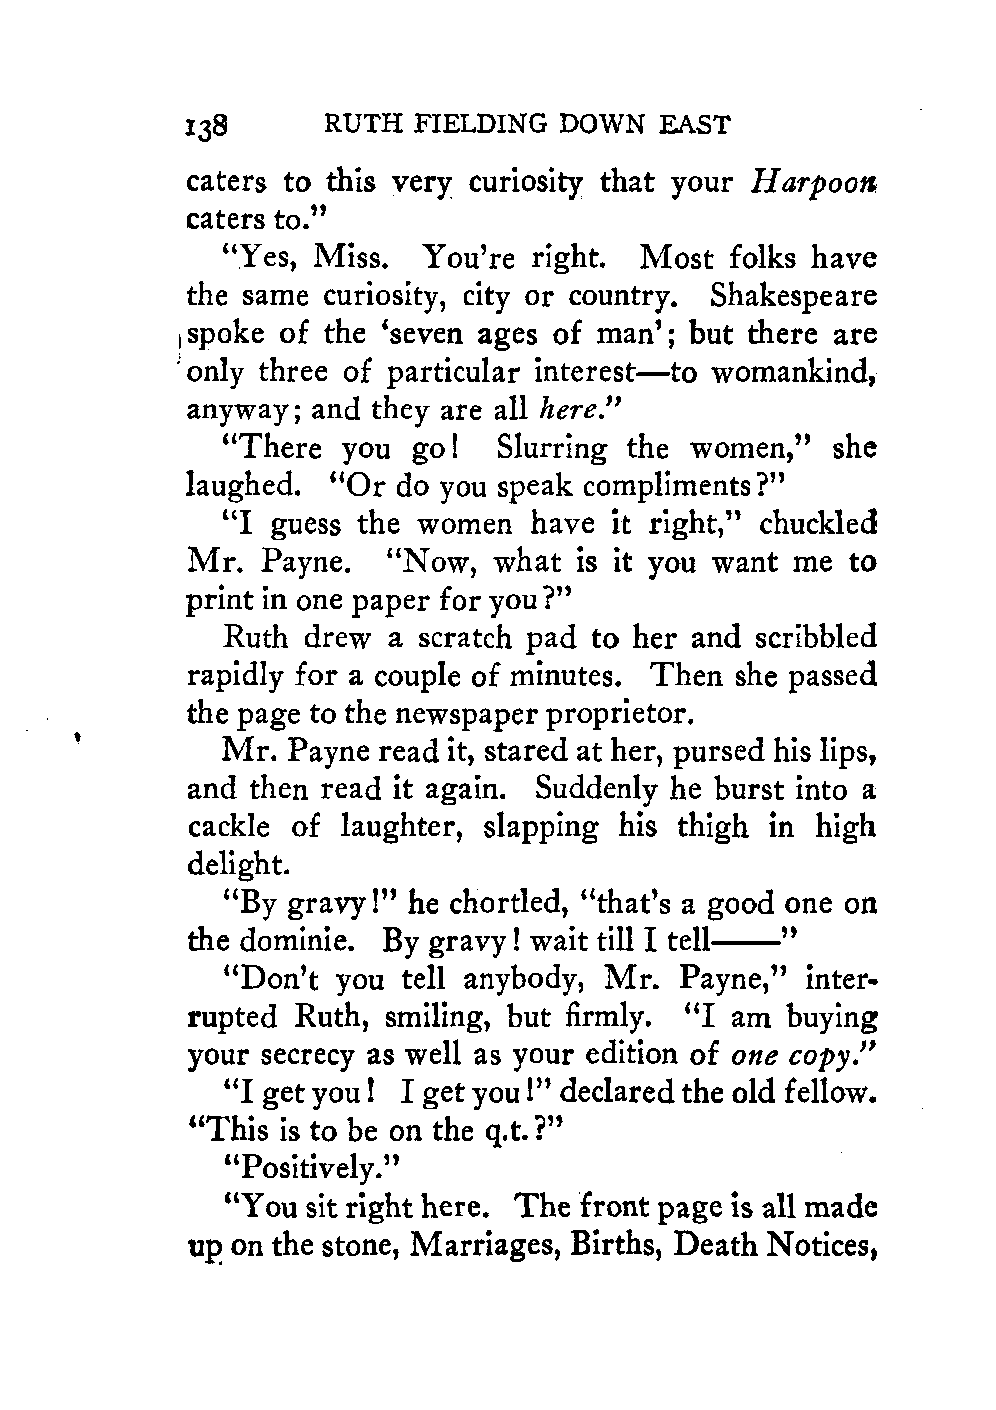 138 RUTH FIELDING DOWN EAST
caters to this very curiosity that your Harpoon
caters to."
"Yes, Miss. You're right. Most folks have
the same curiosity, city or country. Shakespeare
spoke of the 'seven ages of man'; but there are
only three of particular interest—to womankind,
anyway; and they are all here."
"There you go! Slurring the women," she
laughed. "Or do you speak compliments?"
"I guess the women have it right," chuckled
Mr. Payne. "Now, what is it you want me to
print in one paper for you?"
Ruth drew a scratch pad to her and scribbled
rapidly for a couple of minutes. Then she passed
the page to the newspaper proprietor.
Mr. Payne read it, stared at her, pursed his lips,
and then read it again. Suddenly he burst into a
cackle of laughter, slapping his thigh in high
delight.
"By gravy!" he chortled, "that's a good one on
the dominie. By gravy! wait till I tell——"
"Don't you tell anybody, Mr. Payne," inter-
rupted Ruth, smiling, but firmly. "I am buying
your secrecy as well as your edition of one copy."
"I get you! I get you!" declared the old fellow.
"This is to be on the q.t.?"
"Positively."
"You sit right here. The front page is all made
up on the stone, Marriages, Births, Death Notices,